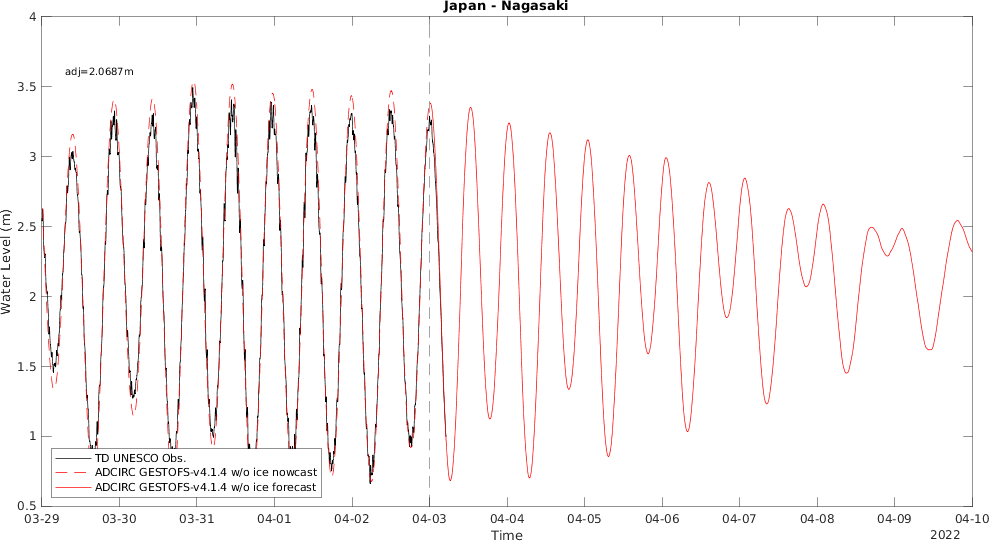 Japan - Nagasaki
adj=2.0687m
Water Level (m)
4
3.5
3
2.5
2
1.5
1
0.5
TD UNESCO Obs.
ADCIRC GESTOFS-v4.1.4 w/o ice nowcast
ADCIRC GESTOFS-v4.1.4 w/o ice forecast
03-29 03-30 03-31 04-01 04-02 04-03 04-04 04-05 04-06 04-07 04-08 04-09 04-10
Time
2022